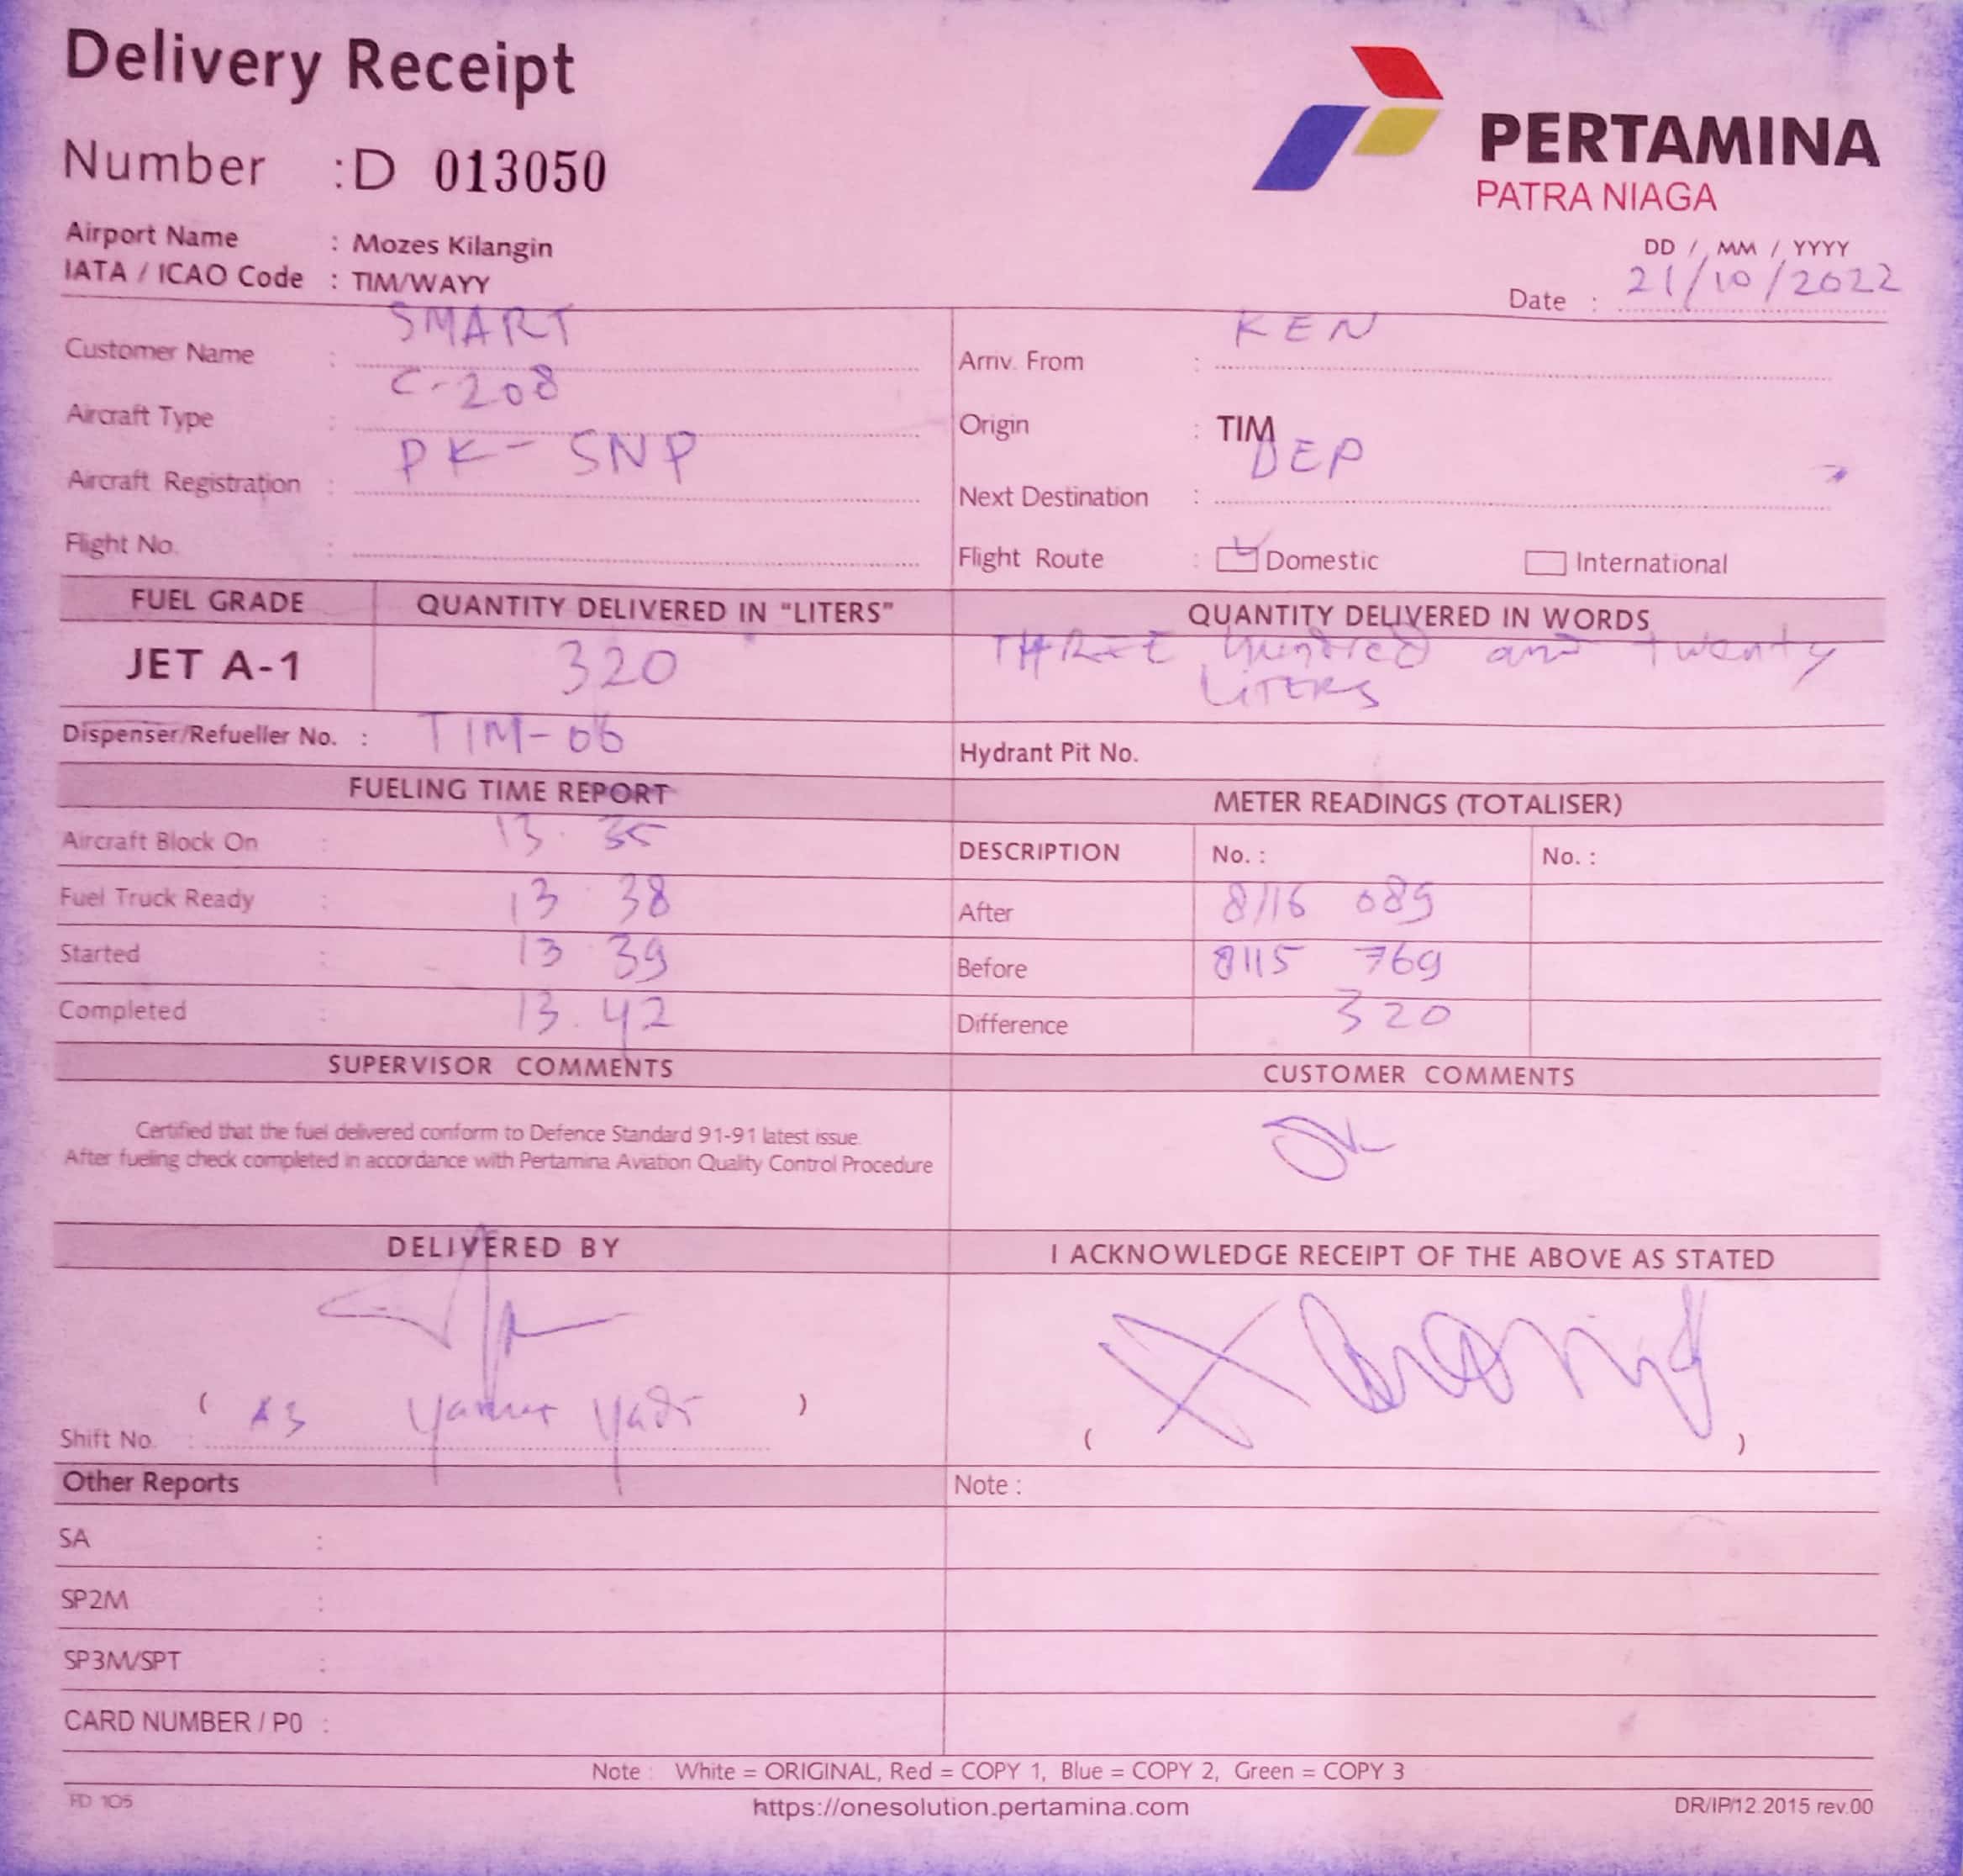 Delivery Receipt
Number : D 013050
PERTAMINA
PATRA NIAGA
Airport Name : Mozes Kilangin
IATA / ICAO Code : TIM/WAYY
DD / MM / YYYY
Date : 21/10/2022
Customer Name : SMART
Arriv. From : KEN
Aircraft Type : C-208
Origin : TIM
Aircraft Registration : PK-SNP
Next Destination : DEP
Flight No. :
Flight Route : Domestic International
FUEL GRADE QUANTITY DELIVERED IN "LITERS" QUANTITY DELIVERED IN WORDS
JET A-1 320 THREE hundred and twenty
LITERS
Dispenser/Refueller No. : TIM-06
Hydrant Pit No.
FUELING TIME REPORT METER READINGS (TOTALISER)
Aircraft Block On : 13.35
DESCRIPTION No. : No. :
Fuel Truck Ready : 13 38
After 8116 089
Started : 13 39
Before 8115 769
Completed : 13.42
Difference 320
SUPERVISOR COMMENTS CUSTOMER COMMENTS
Certified that the fuel delivered conform to Defence Standard 91-91 latest issue.
After fueling check completed in accordance with Pertamina Aviation Quality Control Procedure
OK
DELIVERED BY I ACKNOWLEDGE RECEIPT OF THE ABOVE AS STATED
( )
Shift No. :
( )
Other Reports Note :
SA :
SP2M :
SP3M/SPT :
CARD NUMBER / P0 :
Note : White = ORIGINAL, Red = COPY 1, Blue = COPY 2, Green = COPY 3
FD 105 https://onesolution.pertamina.com DR/IP/12.2015 rev.00